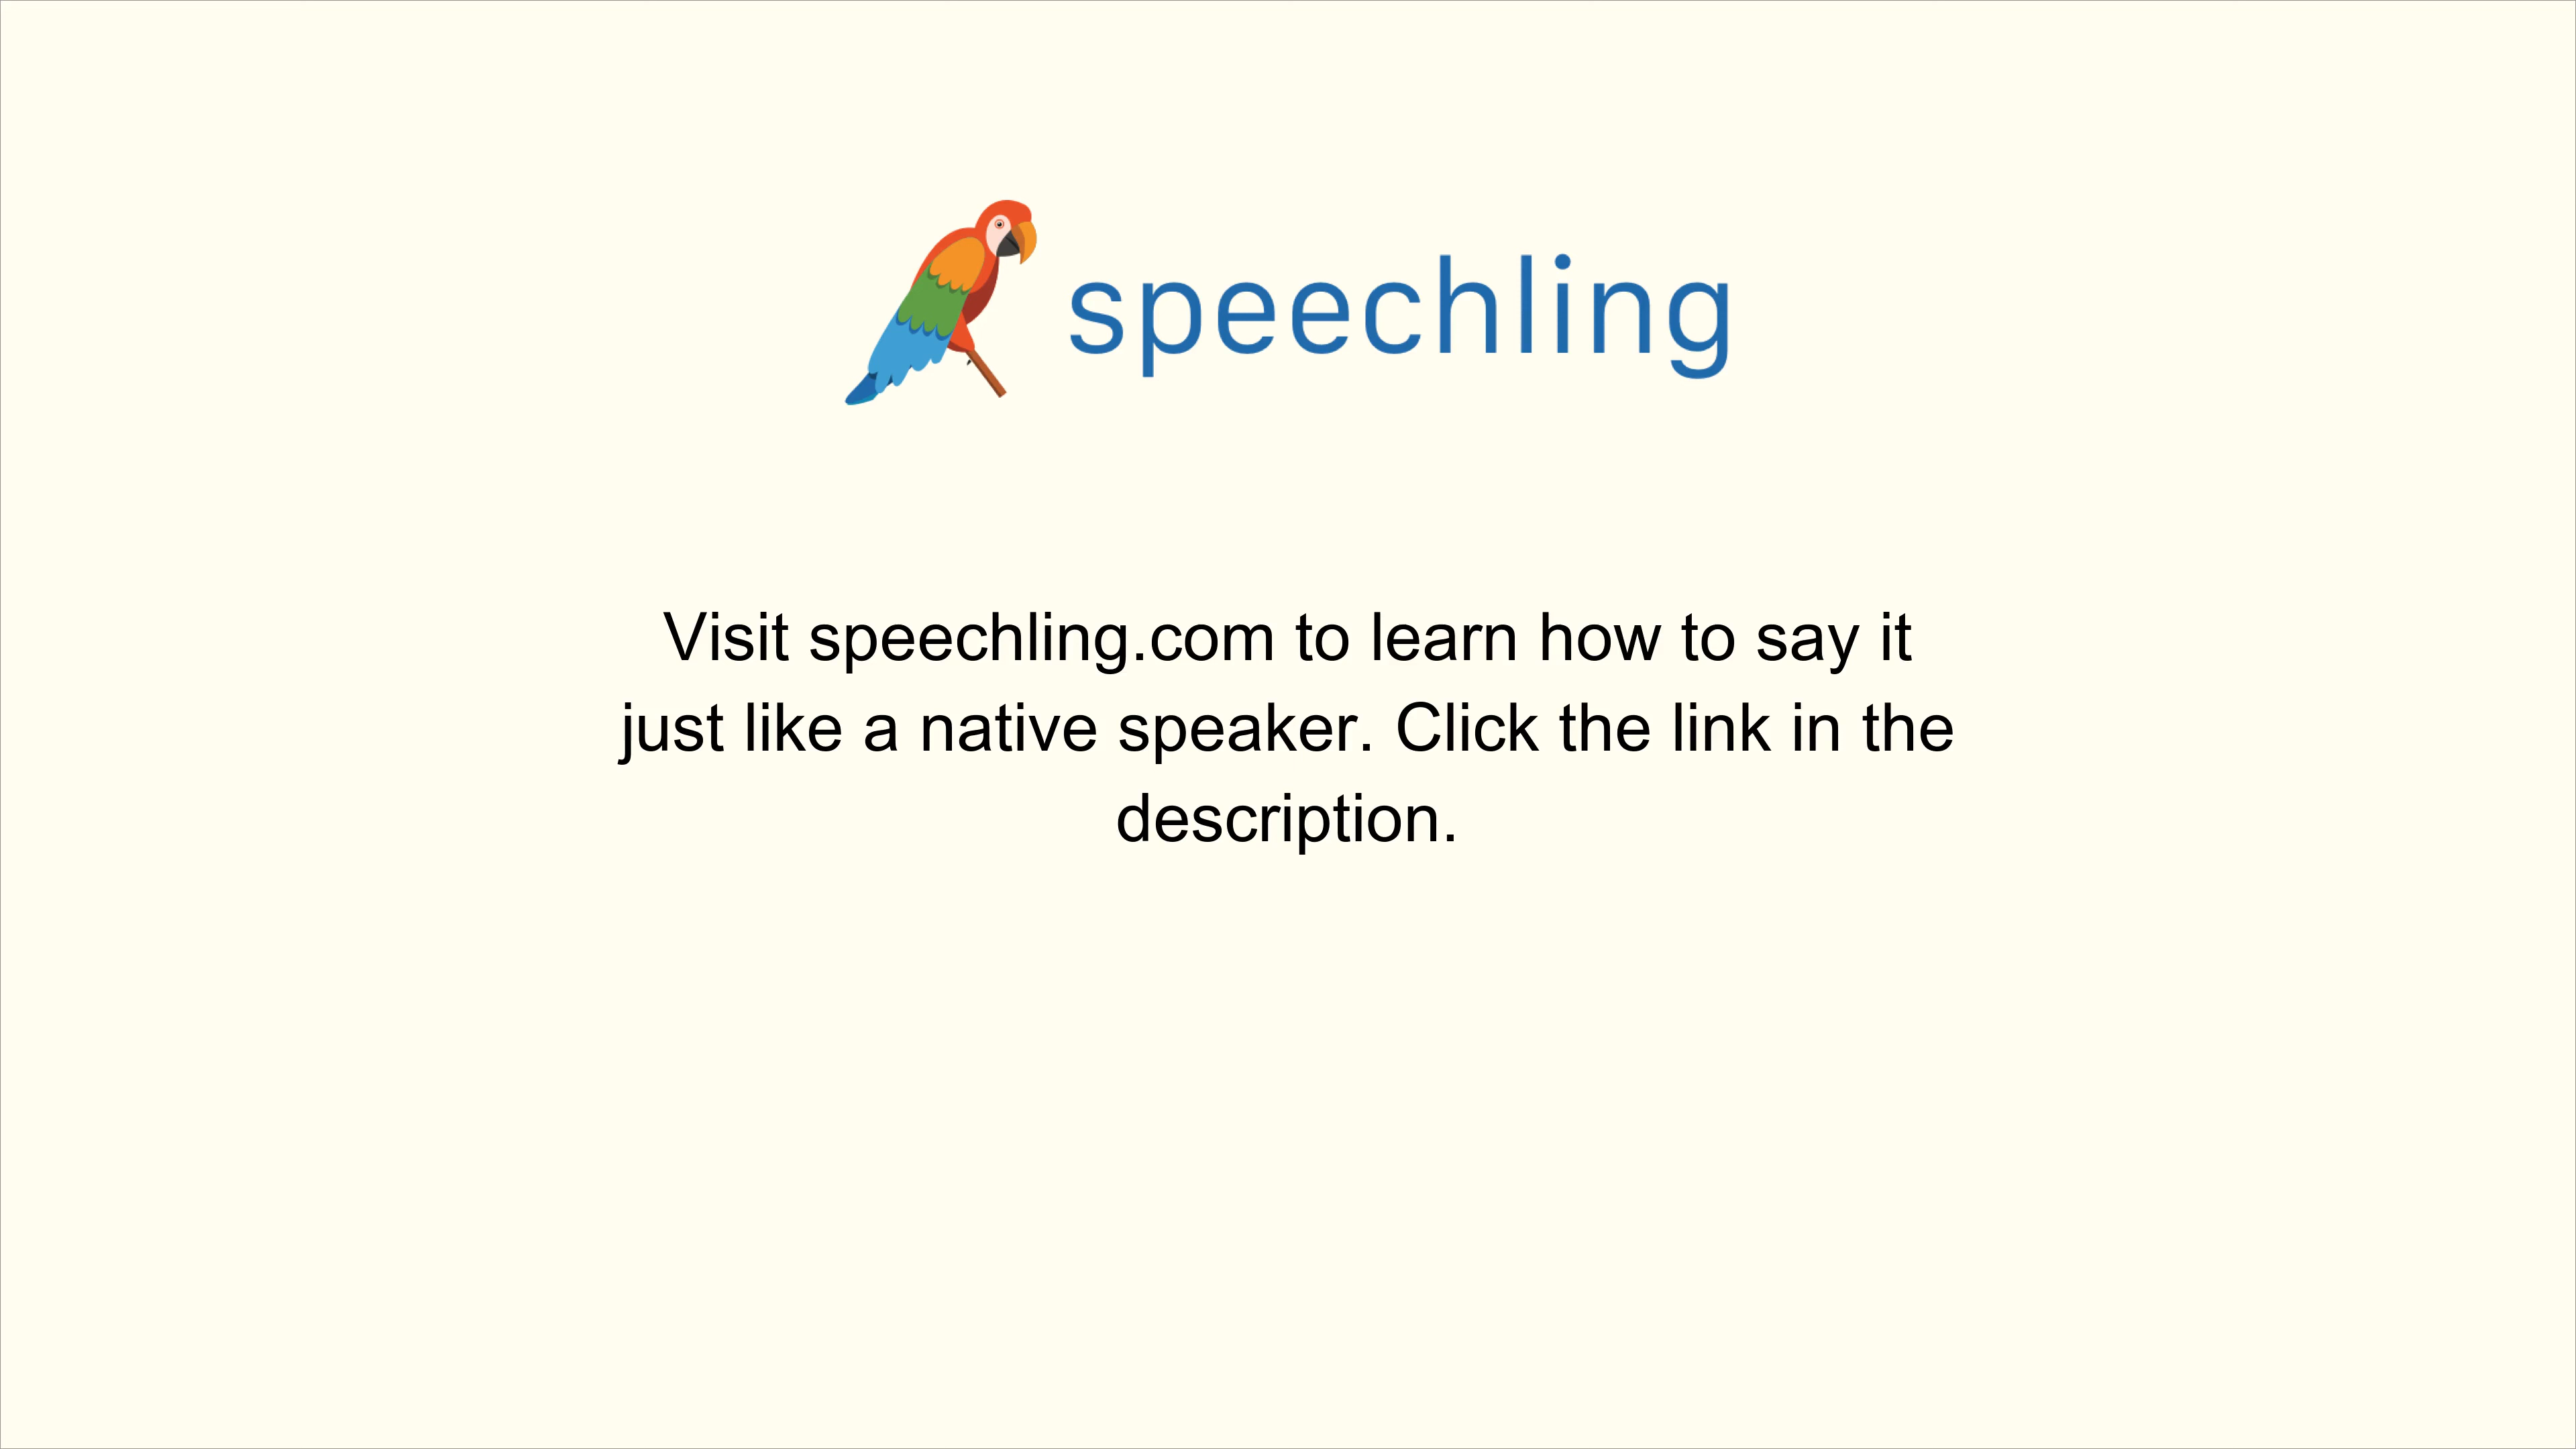 speechling
Visit speechling.com to learn how to say it
just like a native speaker. Click the link in the
description.